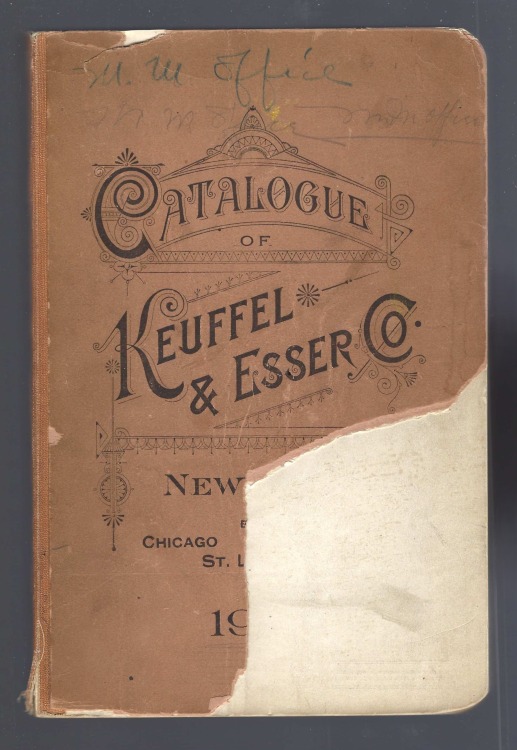 M. M Office
M M
CATALOGUE
OF
KEUFFEL
& ESSER CO.
NEW
CHICAGO
ST. L
19